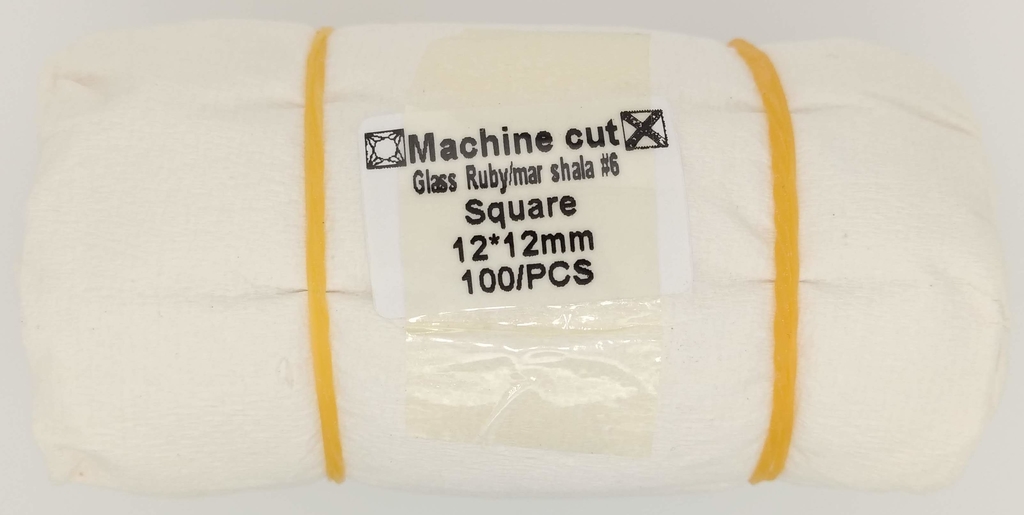 Machine cut
Glass Ruby/mar shala #6
Square
12*12mm
100/PCS